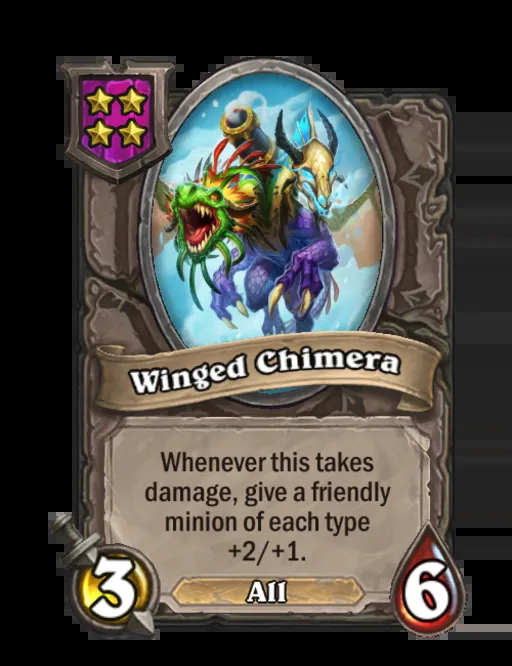 Winged Chimera
Whenever this takes
damage, give a friendly
minion of each type
+2/+1.
3
All
6